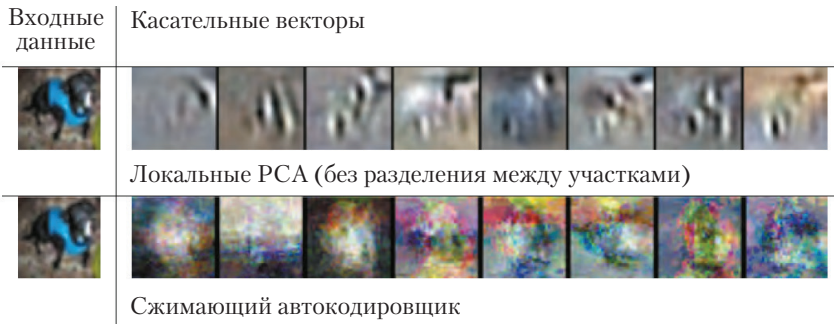 Входные
данные
Касательные векторы
Локальные PCA (без разделения между участками)
Сжимающий автокодировщик